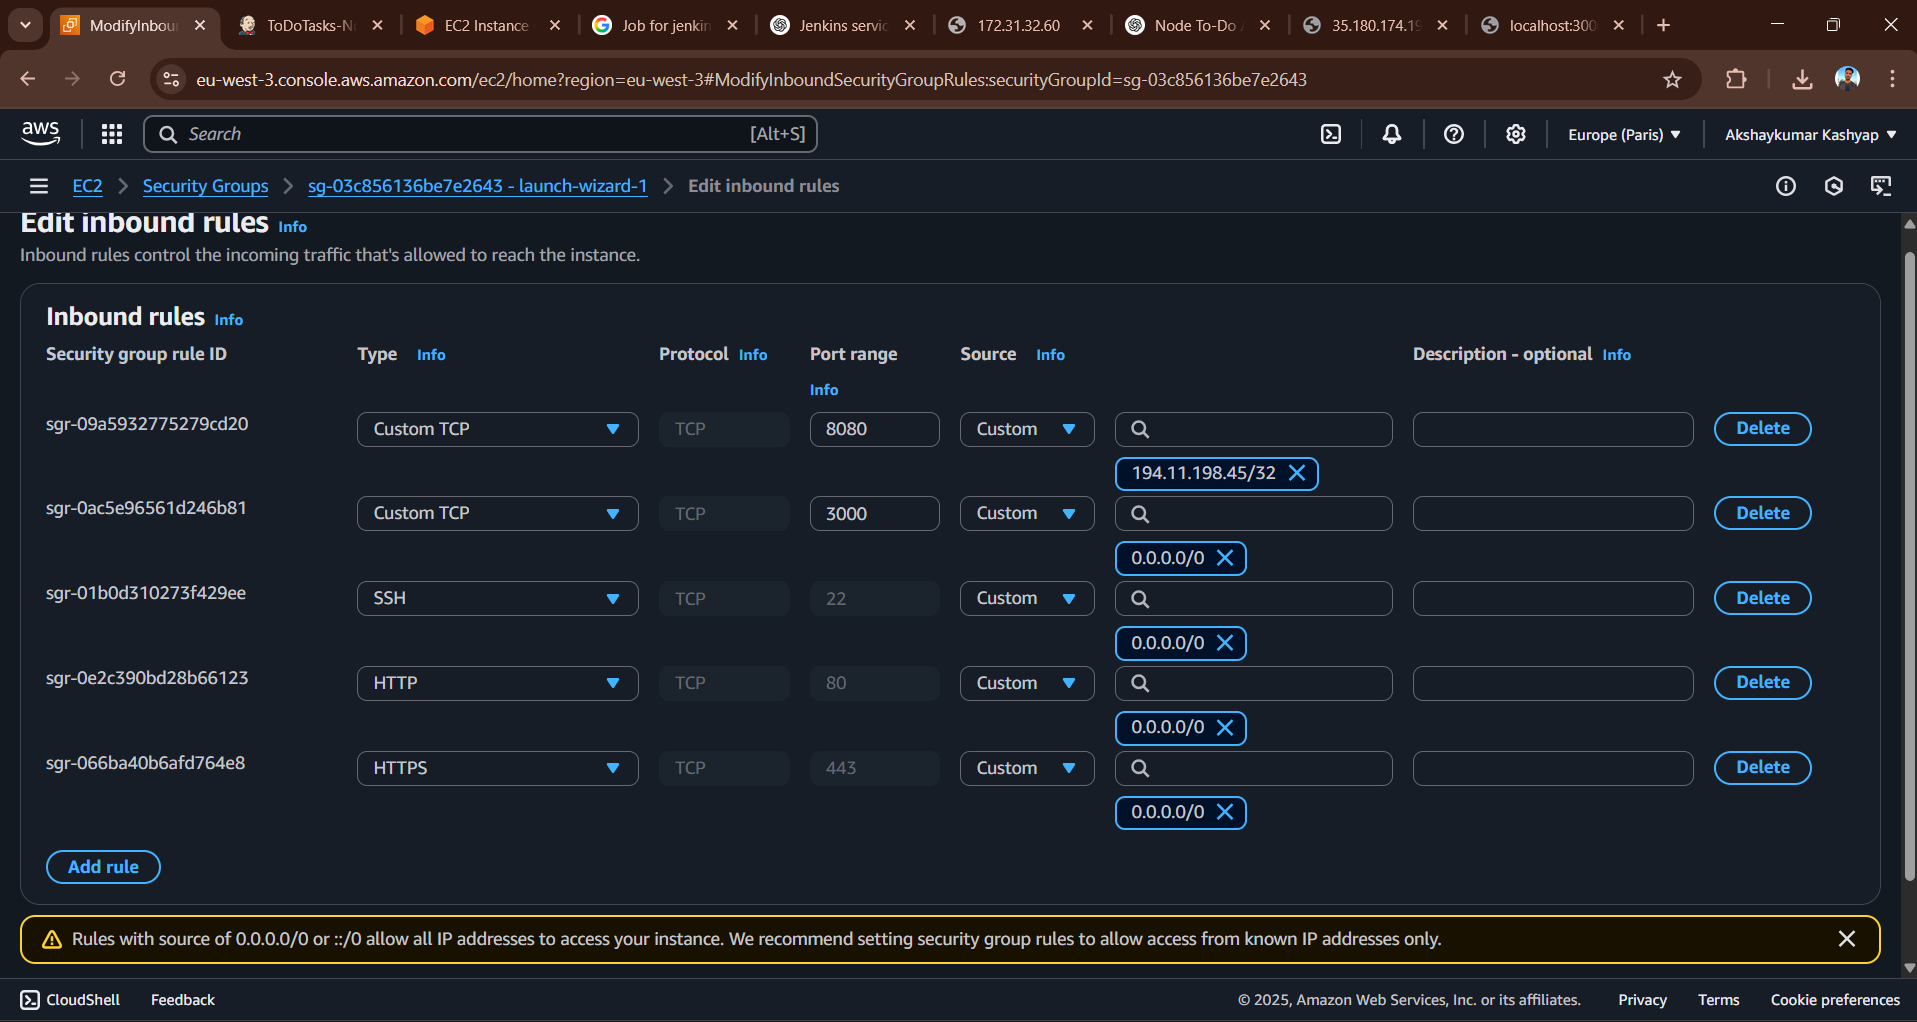 ModifyInbou
ToDoTasks-N
EC2 Instance
Job for jenkin
Jenkins servic
172.31.32.60
Node To-Do
35.180.174.19
localhost:300
eu-west-3.console.aws.amazon.com/ec2/home?region=eu-west-3#ModifyInboundSecurityGroupRules:securityGroupId=sg-03c856136be7e2643
aws
Search
[Alt+S]
Europe (Paris)
Akshaykumar Kashyap
EC2
Security Groups
sg-03c856136be7e2643 - launch-wizard-1
Edit inbound rules
Edit inbound rules Info
Inbound rules control the incoming traffic that's allowed to reach the instance.
Inbound rules Info
Security group rule ID
Type Info
Protocol Info
Port range
Info
Source Info
Description - optional Info
sgr-09a5932775279cd20
Custom TCP
TCP
8080
Custom
Delete
194.11.198.45/32
sgr-0ac5e96561d246b81
Custom TCP
TCP
3000
Custom
Delete
0.0.0.0/0
sgr-01b0d310273f429ee
SSH
TCP
22
Custom
Delete
0.0.0.0/0
sgr-0e2c390bd28b66123
HTTP
TCP
80
Custom
Delete
0.0.0.0/0
sgr-066ba40b6afd764e8
HTTPS
TCP
443
Custom
Delete
0.0.0.0/0
Add rule
Rules with source of 0.0.0.0/0 or ::/0 allow all IP addresses to access your instance. We recommend setting security group rules to allow access from known IP addresses only.
CloudShell
Feedback
© 2025, Amazon Web Services, Inc. or its affiliates.
Privacy
Terms
Cookie preferences